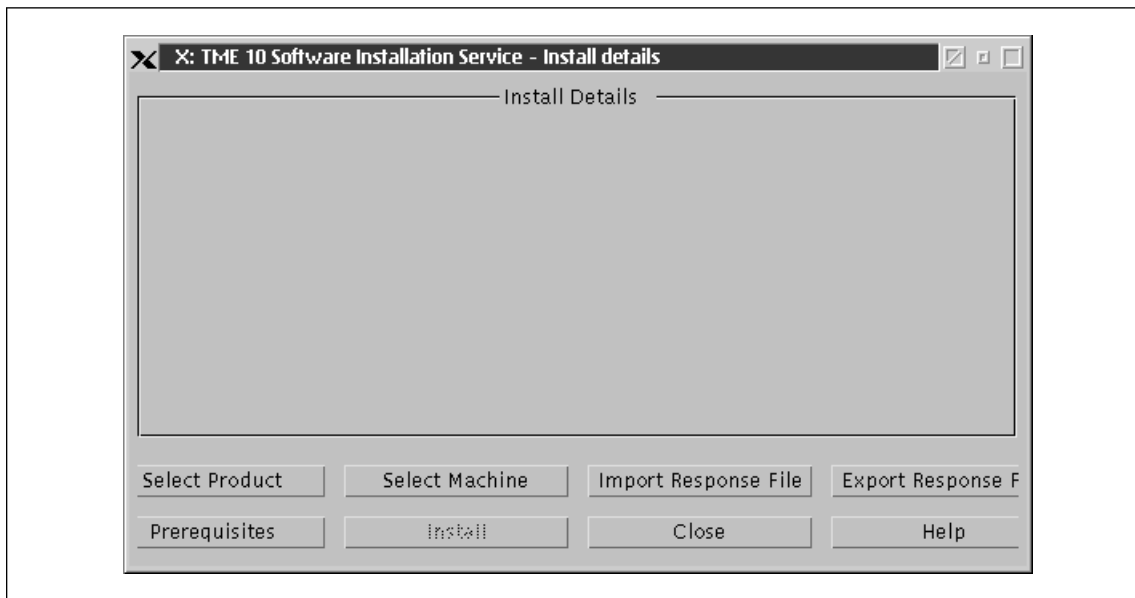 X: TME 10 Software Installation Service - Install details
Install Details
Select Product
Select Machine
Import Response File
Export Response F
Prerequisites
Install
Close
Help